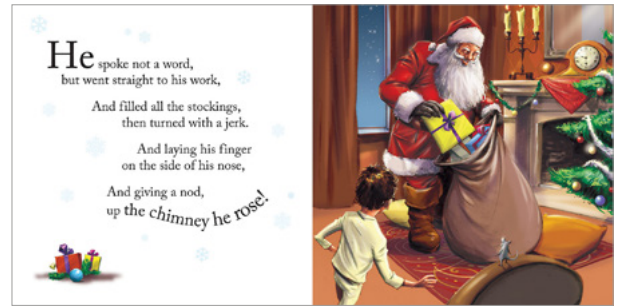 He spoke not a word,
but went straight to his work,
And filled all the stockings,
then turned with a jerk.
And laying his finger
on the side of his nose,
And giving a nod,
up the chimney he rose!